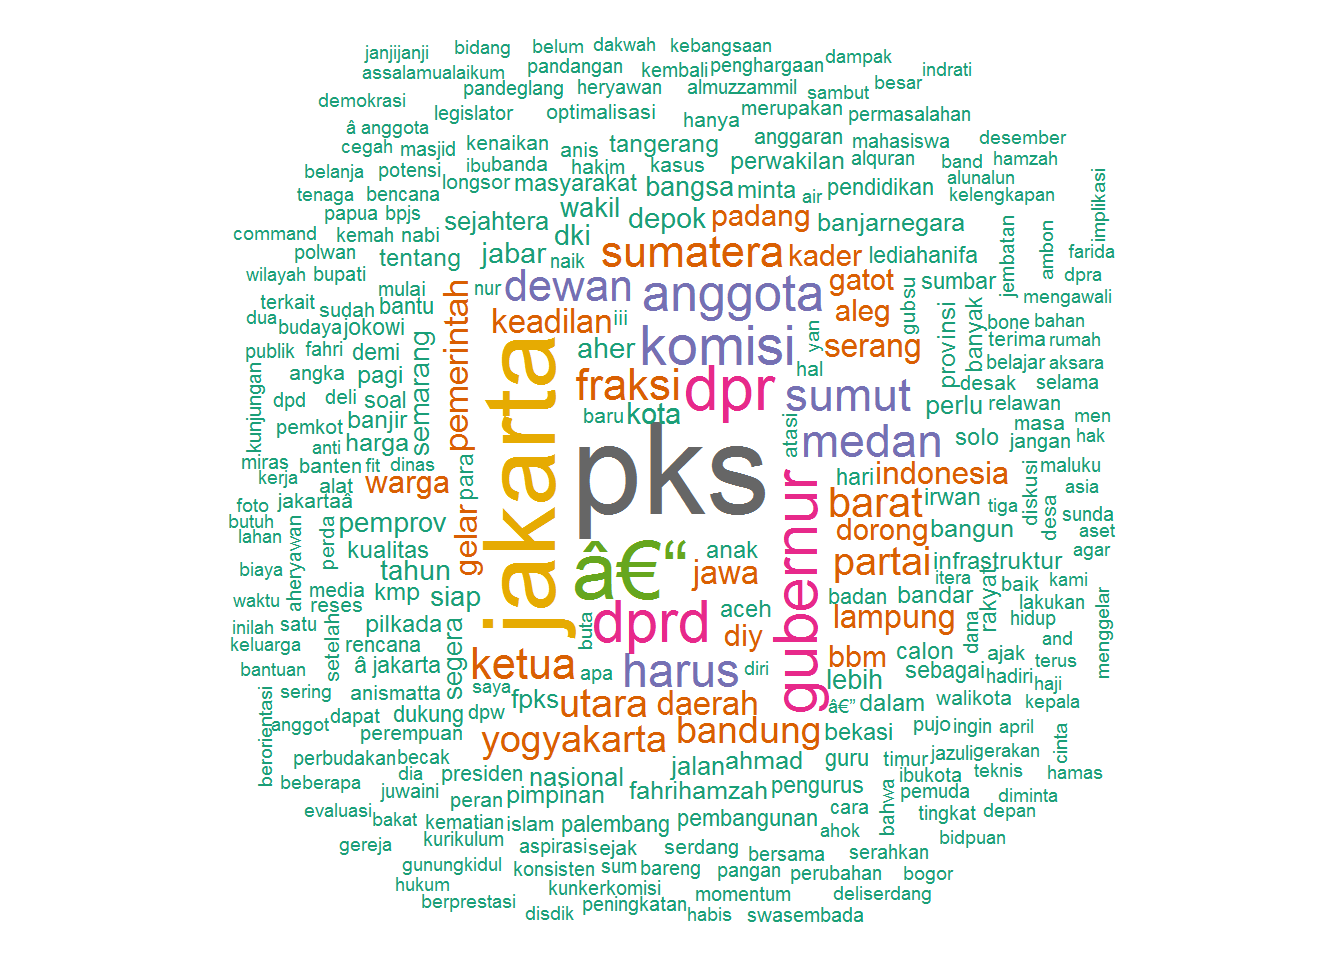 janjijanji bidang belum dakwah kebangsaan
assalamualaikum pandangan kembali penghargaan dampak
pandeglang heryawan almuzzammil sambut besar indrati
demokrasi legislator optimalisasi hanya merupakan permasalahan
â anggota kenaikan anis tangerang anggaran mahasiswa desember
cegah masjid ibubanda hakim kasus perwakilan alquran band hamzah
belanja potensi longsor masyarakat bangsa minta air pendidikan alunalun
tenaga bencana kelengkapan implikasi
papua bpjs sejahtera wakil depok padang banjarnegara
command kemah nabi dki
polwan tentang jabar naik sumatera kader lediahanifa jembatan ambon farida
wilayah bupati mulai nur dewan anggota gatot gubsu sumbar dpra
terkait sudah bantu pemerintah keadilan iii aleg provinsi banyak mengawali
dua budaya jokowi semarang aher komisi yan serang bone bahan
publik fahri demi terima rumah
kunjungan angka pagi jakarta fraksi dpr hal belajar aksara
dpd deli soal baru kota sumut desak selama
pemkot banjir perlu relawan men
anti harga medan atasi solo masa jangan hak
miras banten fit dinas para pks gubernur hari indonesia diskusi maluku
kerja alat warga barat irwan tiga desa asia
foto jakartaâ sunda
butuh aheryawan perda pemprov gelar dorong bangun aset
lahan kualitas â€“ anak partai infrastruktur agar
biaya tahun jawa itera rakyat baik kami
waktu media kmp siap badan bandar lakukan
reses buta dprd aceh lampung dana hidup menggelar
inilah satu setelah pilkada segera diy and
keluarga rencana ketua harus bbm calon ajak terus
bantuan â jakarta apa diri lebih sebagai hadiri haji
sering anismatta saya fpks utara daerah â€” dalam walikota kepala
berorientasi anggot dapat dukung dpw bekasi pujo ingin april
perempuan yogyakarta bandung cinta
perbudakan becak jalan ahmad guru timur jazuli gerakan
beberapa dia presiden nasional ibukota teknis hamas
juwaini peran pimpinan fahrihamzah pengurus bahwa pemuda diminta
evaluasi bakat kematian islam palembang pembangunan cara tingkat depan
gereja kurikulum aspirasi sejak serdang bersama ahok serahkan bidpuan
gunungkidul konsisten sum bareng pangan perubahan bogor
hukum kunkerkomisi momentum deliserdang
berprestasi disdik peningkatan habis swasembada